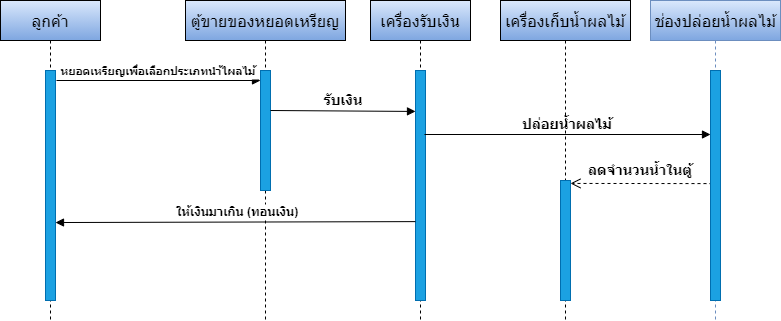 ลูกค้า
ตู้ขายของหยอดเหรียญ
เครื่องรับเงิน
เครื่องเก็บน้ำผลไม้
ช่องปล่อยน้ำผลไม้
หยอดเหรียญเพื่อเลือกประเภทน้ำไผลไม้
รับเงิน
ปล่อยน้ำผลไม้
ลดจำนวนน้ำในตู้
ให้เงินมาเกิน (ทอนเงิน)